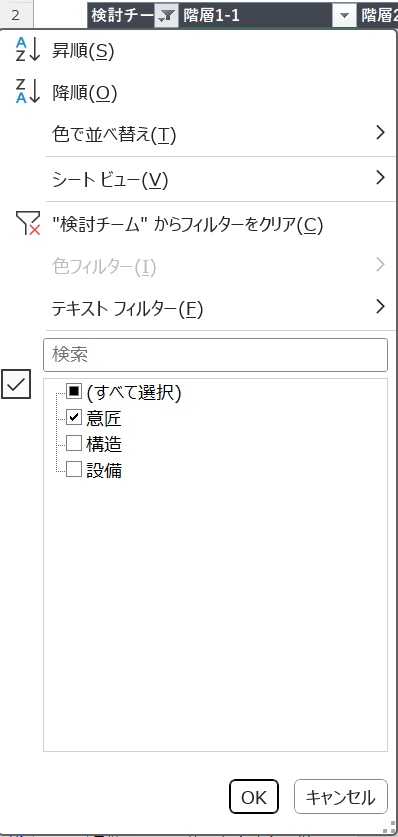 2 検討チー 階層1-1 階層2
昇順(S)
降順(O)
色で並べ替え(T)
シート ビュー(V)
"検討チーム" からフィルターをクリア(C)
色フィルター(I)
テキスト フィルター(F)
検索
(すべて選択)
意匠
構造
設備
OK キャンセル